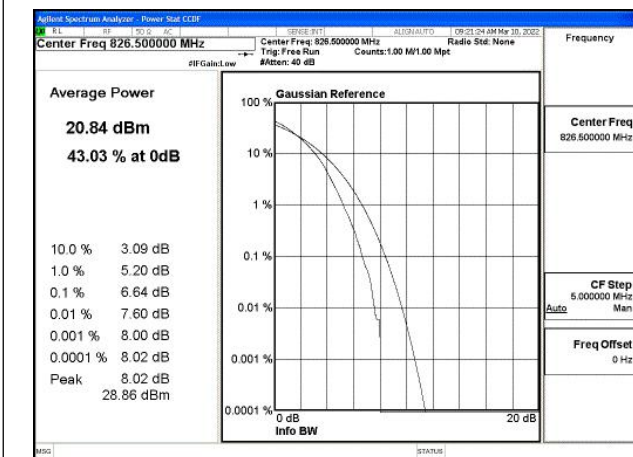 Agilent Spectrum Analyzer - Power Stat CCDF
RL RF 50 Ω AC SENSE:INT ALIGN AUTO 09:21:24 AM Mar 10, 2022
Center Freq 826.500000 MHz
Center Freq: 826.500000 MHz Radio Std: None
Trig: Free Run Counts:1.00 M/1.00 Mpt
#IFGain:Low #Atten: 40 dB
Frequency
Average Power
20.84 dBm
43.03 % at 0dB
10.0 % 3.09 dB
1.0 % 5.20 dB
0.1 % 6.64 dB
0.01 % 7.60 dB
0.001 % 8.00 dB
0.0001 % 8.02 dB
Peak 8.02 dB
28.86 dBm
Gaussian Reference
100 %
10 %
1 %
0.1 %
0.01 %
0.001 %
0.0001 %
0 dB 20 dB
Info BW
Center Freq
826.500000 MHz
CF Step
5.000000 MHz
Auto Man
Freq Offset
0 Hz
MSG STATUS